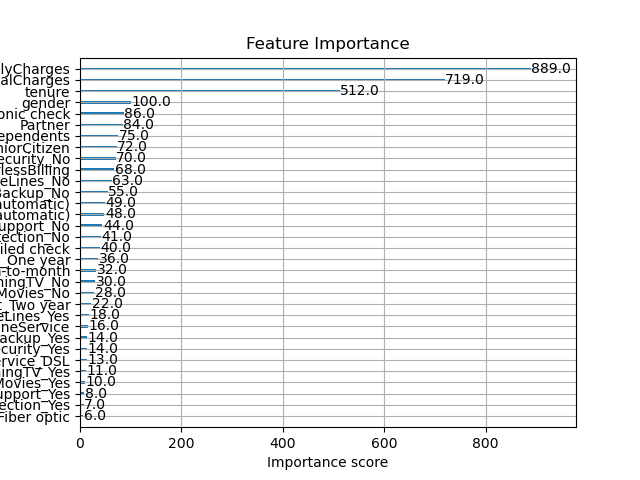 Feature Importance
lyCharges 889.0
alCharges 719.0
tenure 512.0
gender 100.0
onic check 86.0
Partner 84.0
ependents 75.0
niorCitizen 72.0
ecurity_No 70.0
rlessBilling 68.0
eLines_No 63.0
Backup_No 55.0
automatic) 49.0
automatic) 48.0
upport_No 44.0
tection_No 41.0
iled check 40.0
One year 36.0
-to-month 32.0
ningTV_No 30.0
Movies_No 28.0
t_Two year 22.0
eLines_Yes 18.0
neService 16.0
ackup_Yes 14.0
curity_Yes 14.0
ervice_DSL 13.0
ingTV_Yes 11.0
Movies_Yes 10.0
upport_Yes 8.0
ection_Yes 7.0
Fiber optic 6.0
0 200 400 600 800
Importance score